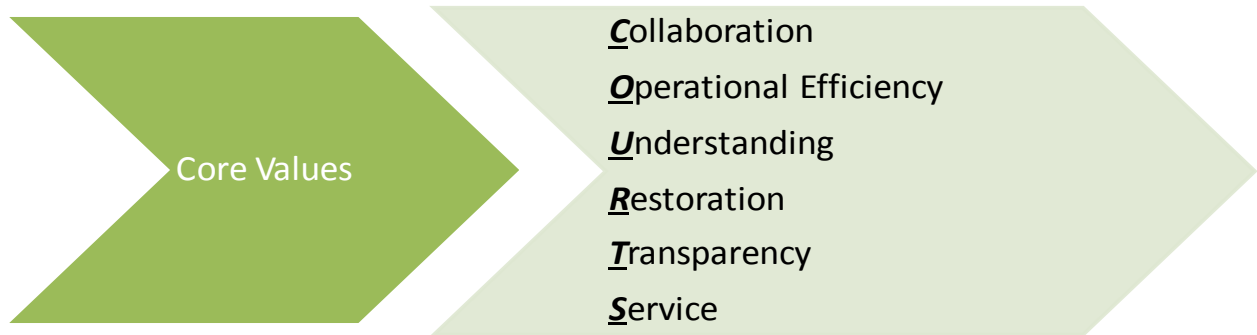 Core Values
Collaboration
Operational Efficiency
Understanding
Restoration
Transparency
Service